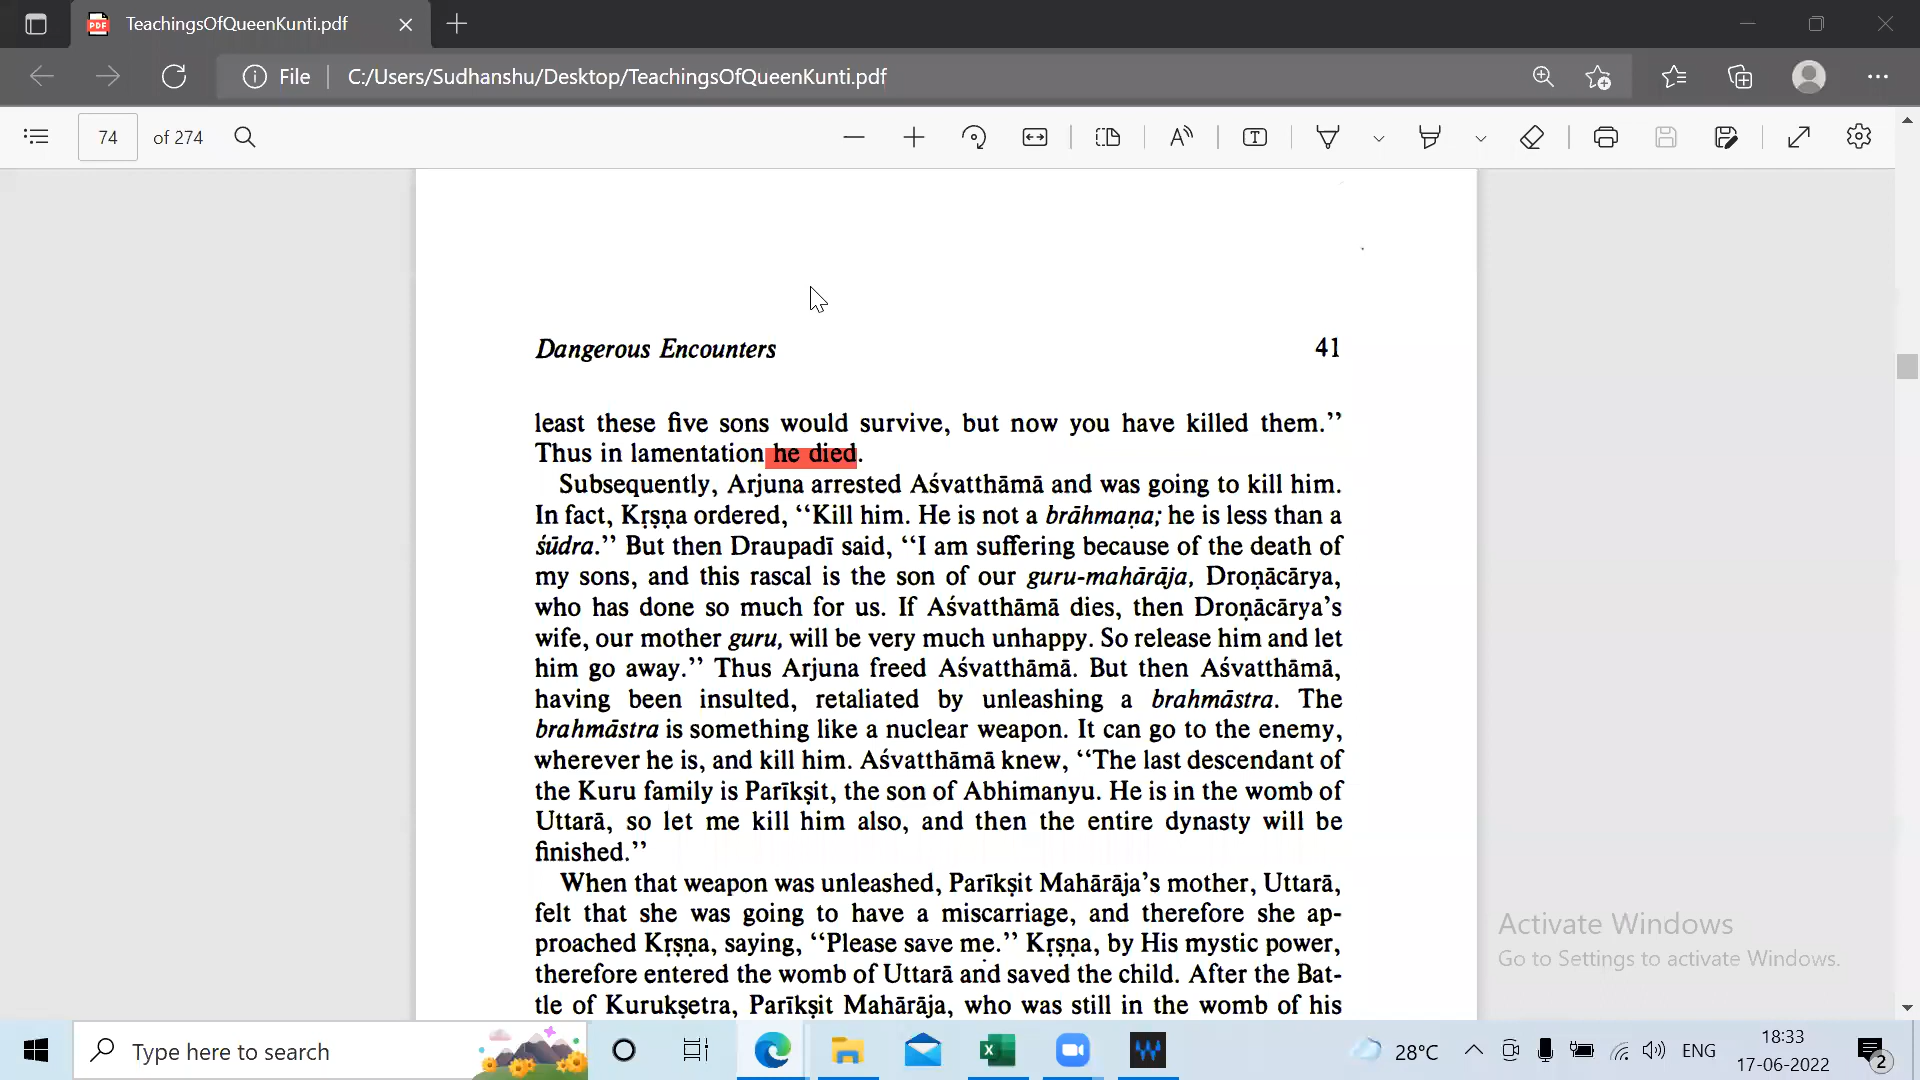 TeachingsOfQueenKunti.pdf
File
C:/Users/Sudhanshu/Desktop/TeachingsOfQueenKunti.pdf
74 of 274
Dangerous Encounters 41
least these five sons would survive, but now you have killed them.’’
Thus in lamentation he died.
Subsequently, Arjuna arrested Aśvatthāmā and was going to kill him.
In fact, Kṛṣṇa ordered, ‘‘Kill him. He is not a brāhmaṇa; he is less than a
śūdra.’’ But then Draupadī said, ‘‘I am suffering because of the death of
my sons, and this rascal is the son of our guru-mahārāja, Droṇācārya,
who has done so much for us. If Aśvatthāmā dies, then Droṇācārya’s
wife, our mother guru, will be very much unhappy. So release him and let
him go away.’’ Thus Arjuna freed Aśvatthāmā. But then Aśvatthāmā,
having been insulted, retaliated by unleashing a brahmāstra. The
brahmāstra is something like a nuclear weapon. It can go to the enemy,
wherever he is, and kill him. Aśvatthāmā knew, ‘‘The last descendant of
the Kuru family is Parīkṣit, the son of Abhimanyu. He is in the womb of
Uttarā, so let me kill him also, and then the entire dynasty will be
finished.’’
When that weapon was unleashed, Parīkṣit Mahārāja’s mother, Uttarā,
felt that she was going to have a miscarriage, and therefore she ap-
proached Kṛṣṇa, saying, ‘‘Please save me.’’ Kṛṣṇa, by His mystic power,
therefore entered the womb of Uttarā and saved the child. After the Bat-
tle of Kurukṣetra, Parīkṣit Mahārāja, who was still in the womb of his
Activate Windows
Go to Settings to activate Windows.
Type here to search
28°C
ENG
18:33
17-06-2022
2